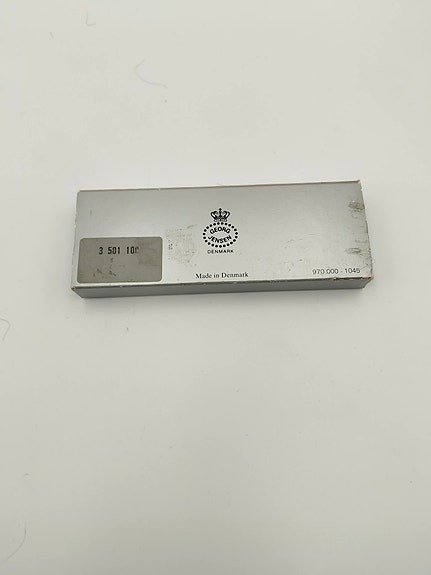 GEORG
JENSEN
DENMARK
3 501 100
Made in Denmark
970.000 - 1045